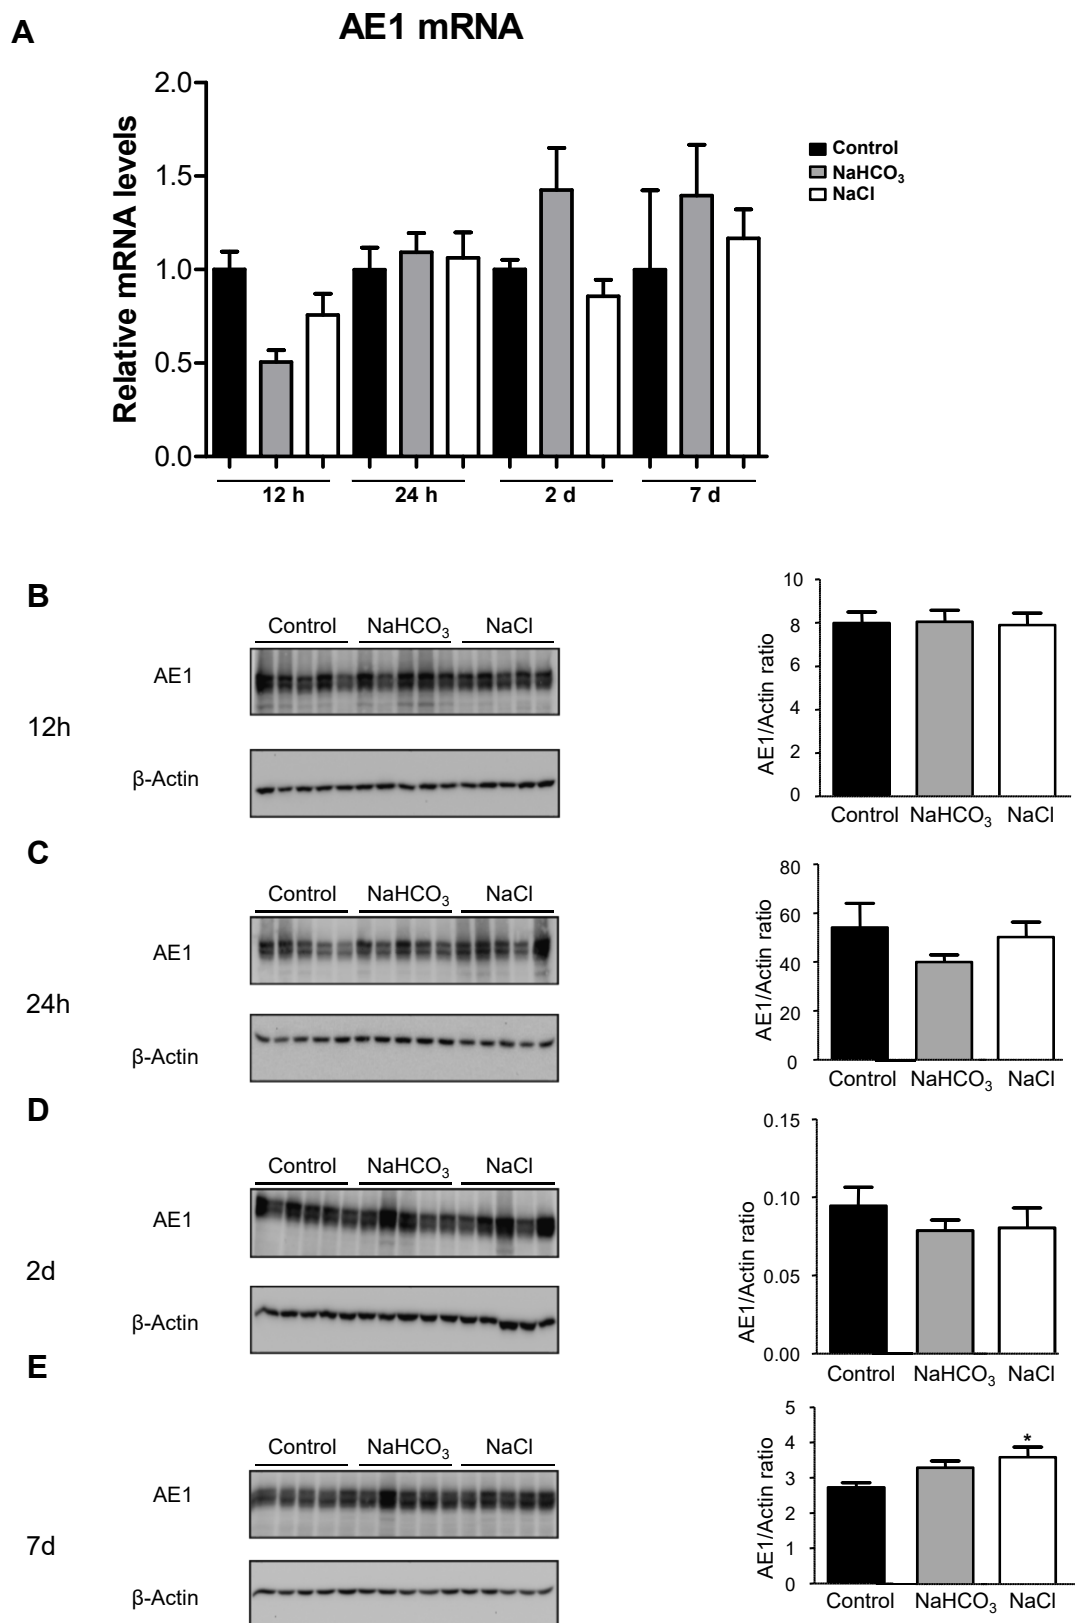 A
AE1 mRNA
Relative mRNA levels
2.0
1.5
1.0
0.5
0.0
12 h 24 h 2 d 7 d
Control
NaHCO₃
NaCl
B
12h
Control NaHCO₃ NaCl
AE1
β-Actin
AE1/Actin ratio
10
8
6
4
2
0
Control NaHCO₃ NaCl
C
24h
Control NaHCO₃ NaCl
AE1
β-Actin
AE1/Actin ratio
80
60
40
20
0
Control NaHCO₃ NaCl
D
2d
Control NaHCO₃ NaCl
AE1
β-Actin
AE1/Actin ratio
0.15
0.10
0.05
0.00
Control NaHCO₃ NaCl
E
7d
Control NaHCO₃ NaCl
AE1
β-Actin
AE1/Actin ratio
5
4
3
2
1
0
*
Control NaHCO₃ NaCl